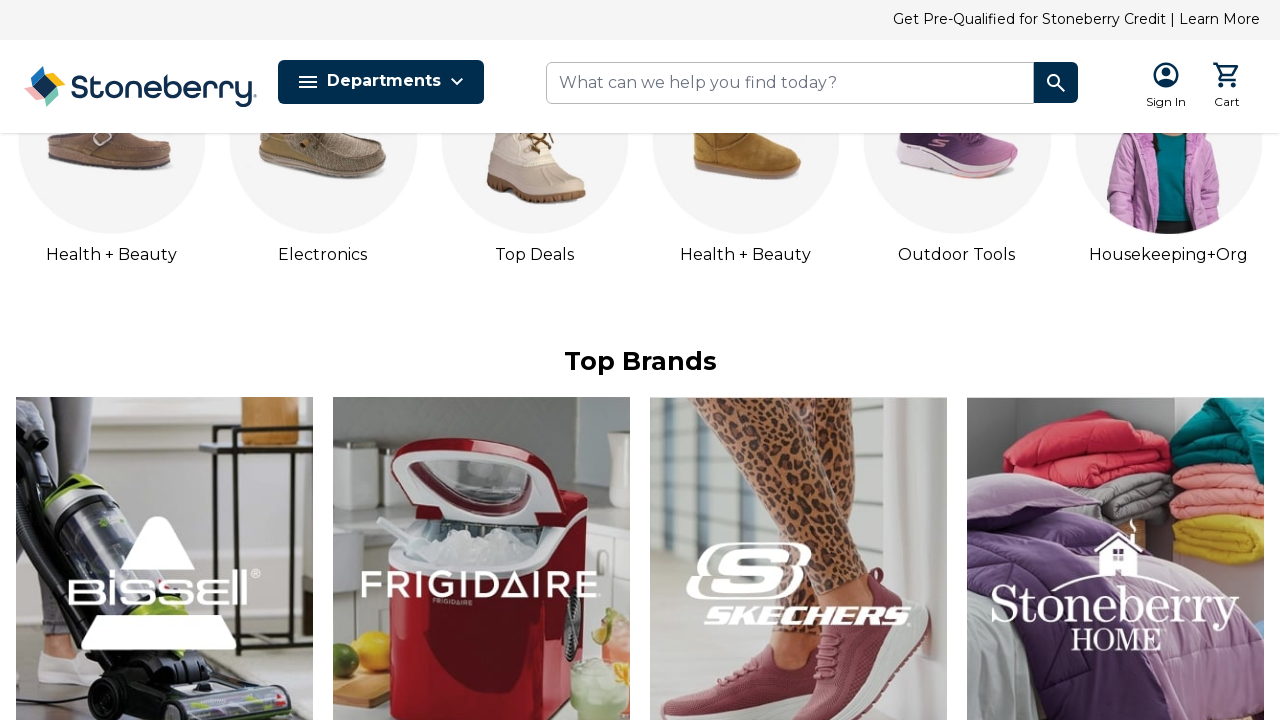 Get Pre-Qualified for Stoneberry Credit | Learn More
Stoneberry
Departments
What can we help you find today?
Sign In
Cart
Health + Beauty
Electronics
Top Deals
Health + Beauty
Outdoor Tools
Housekeeping+Org
Top Brands
BISSELL®
FRIGIDAIRE
FRIGIDAIRE
SKECHERS
Stoneberry
HOME